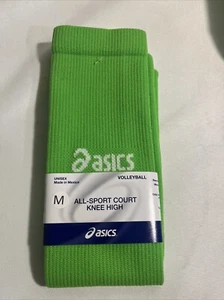 asics
UNISEX
Made in Mexico
VOLLEYBALL
M
ALL-SPORT COURT
KNEE HIGH
asics